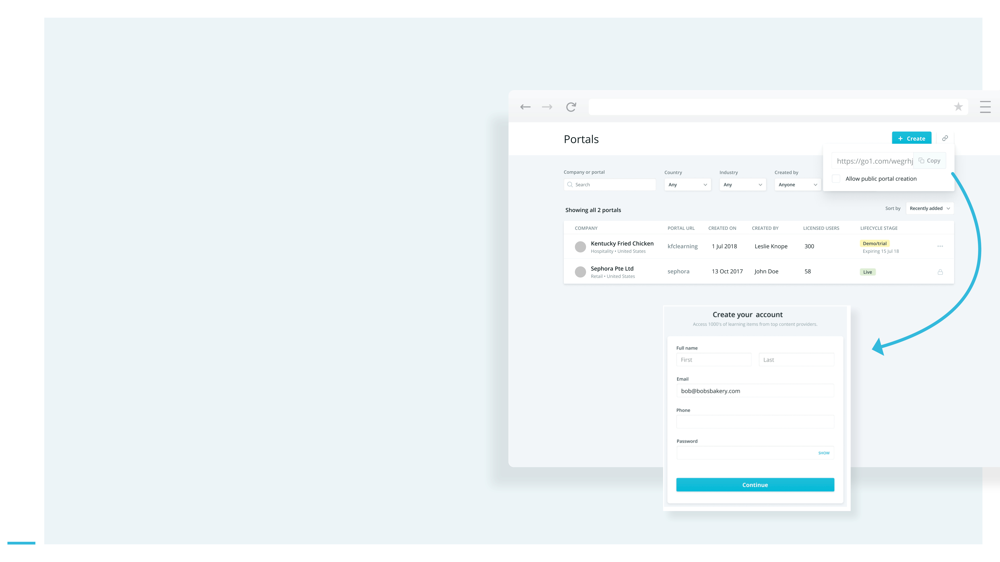 Portals
+ Create
https://go1.com/wegrhj
Copy
Allow public portal creation
Company or portal
Country
Industry
Created by
Search
Any
Any
Anyone
Showing all 2 portals
Sort by
Recently added
COMPANY PORTAL URL CREATED ON CREATED BY LICENSED USERS LIFECYCLE STAGE
Kentucky Fried Chicken
Hospitality • United States
kfclearning
1 Jul 2018
Leslie Knope
300
Demo/trial
Expiring 15 Jul 18
Sephora Pte Ltd
Retail • United States
sephora
13 Oct 2017
John Doe
58
Live
Create your account
Access 1000's of learning items from top content providers.
Full name
First
Last
Email
bob@bobsbakery.com
Phone
Password
SHOW
Continue